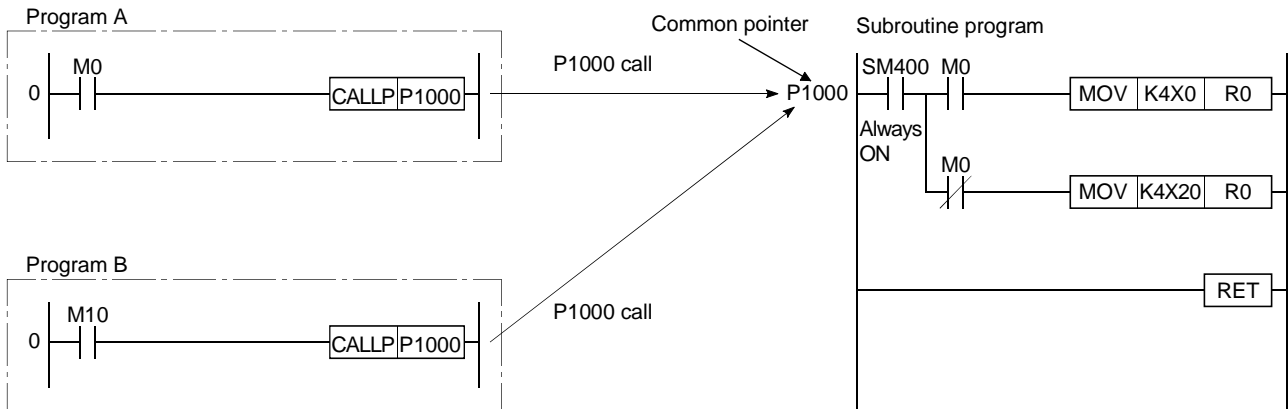 Program A
M0
0
CALLP P1000
P1000 call
Program B
M10
0
CALLP P1000
P1000 call
Common pointer
P1000
Subroutine program
SM400 M0
MOV K4X0 R0
Always
ON
M0
MOV K4X20 R0
RET